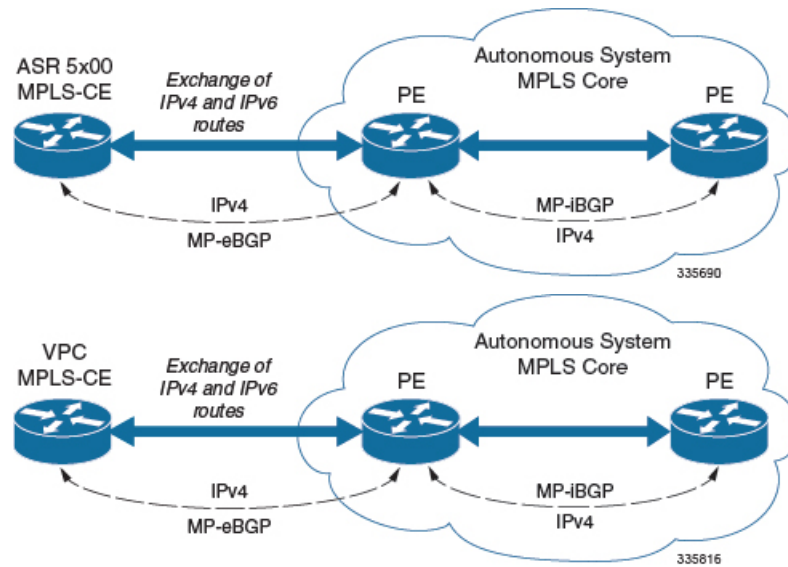 ASR 5x00
MPLS-CE
Exchange of
IPv4 and IPv6
routes
PE
Autonomous System
MPLS Core
PE
IPv4
MP-eBGP
MP-iBGP
IPv4
335690
VPC
MPLS-CE
Exchange of
IPv4 and IPv6
routes
PE
Autonomous System
MPLS Core
PE
IPv4
MP-eBGP
MP-iBGP
IPv4
335816